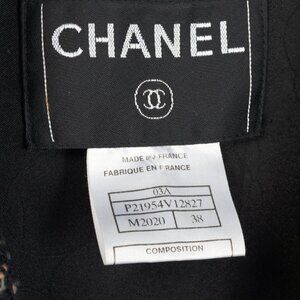 CHANEL
MADE IN FRANCE
FABRIQUE EN FRANCE
03A
P21954V12827
M2020 38
COMPOSITION